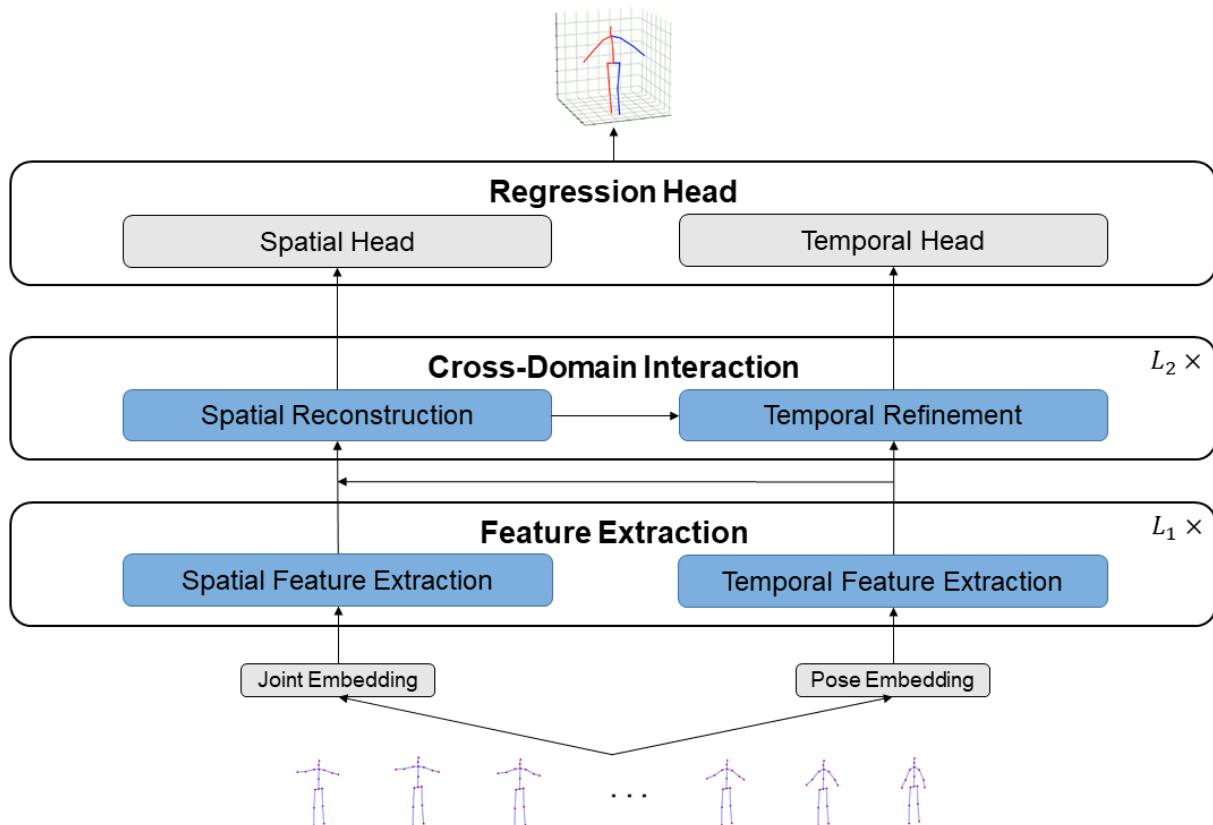 Regression Head
Spatial Head
Temporal Head
Cross-Domain Interaction
L₂ ×
Spatial Reconstruction
Temporal Refinement
Feature Extraction
L₁ ×
Spatial Feature Extraction
Temporal Feature Extraction
Joint Embedding
Pose Embedding
...